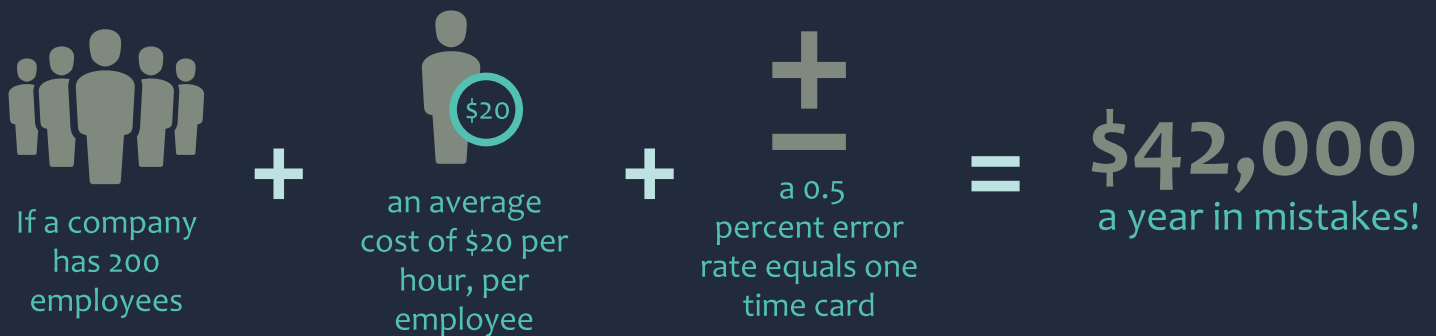 If a company
has 200
employees
+
$20
an average
cost of $20 per
hour, per
employee
+
a 0.5
percent error
rate equals one
time card
=
$42,000
a year in mistakes!